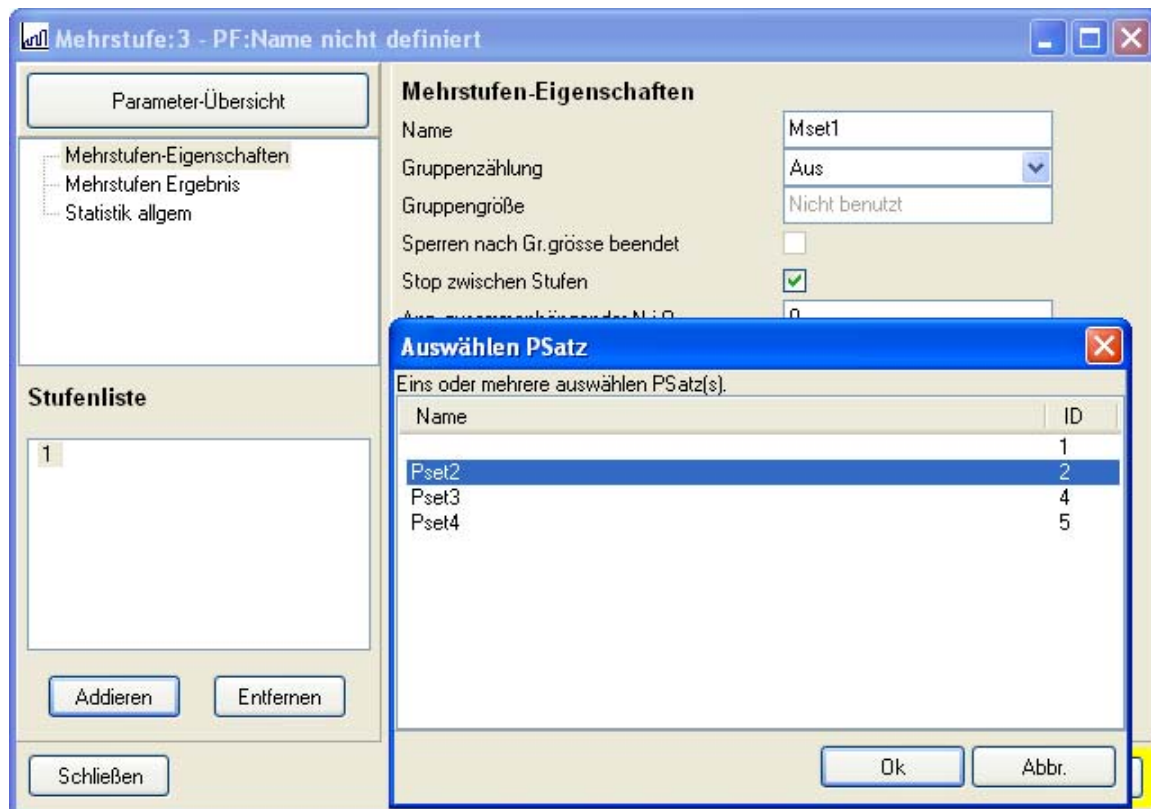 Mehrstufe:3 - PF:Name nicht definiert
Parameter-Übersicht
Mehrstufen-Eigenschaften
Mehrstufen Ergebnis
Statistik allgem
Stufenliste
1
Addieren
Entfernen
Schließen
Mehrstufen-Eigenschaften
Name Mset1
Gruppenzählung Aus
Gruppengröße Nicht benutzt
Sperren nach Gr.grösse beendet
Stop zwischen Stufen
Auswählen PSatz
Eins oder mehrere auswählen PSatz(s).
Name ID
1
Pset2 2
Pset3 4
Pset4 5
Ok
Abbr.